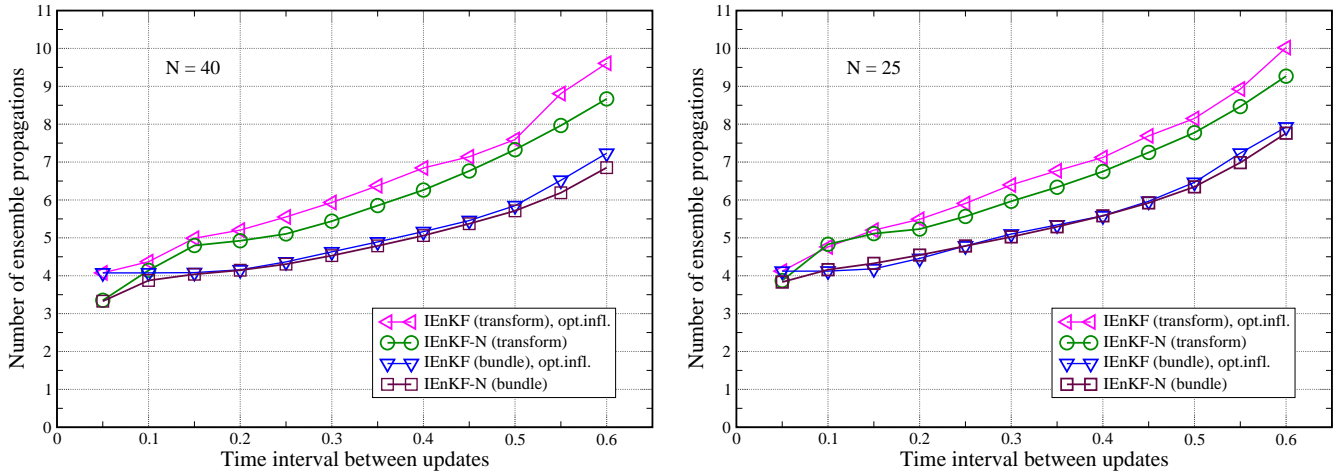 Number of ensemble propagations
11
10
9
8
7
6
5
4
3
2
1
0
N = 40
IEnKF (transform), opt.infl.
IEnKF-N (transform)
IEnKF (bundle), opt.infl.
IEnKF-N (bundle)
0 0.1 0.2 0.3 0.4 0.5 0.6
Time interval between updates
Number of ensemble propagations
11
10
9
8
7
6
5
4
3
2
1
0
N = 25
IEnKF (transform), opt.infl.
IEnKF-N (transform)
IEnKF (bundle), opt.infl.
IEnKF-N (bundle)
0 0.1 0.2 0.3 0.4 0.5 0.6
Time interval between updates